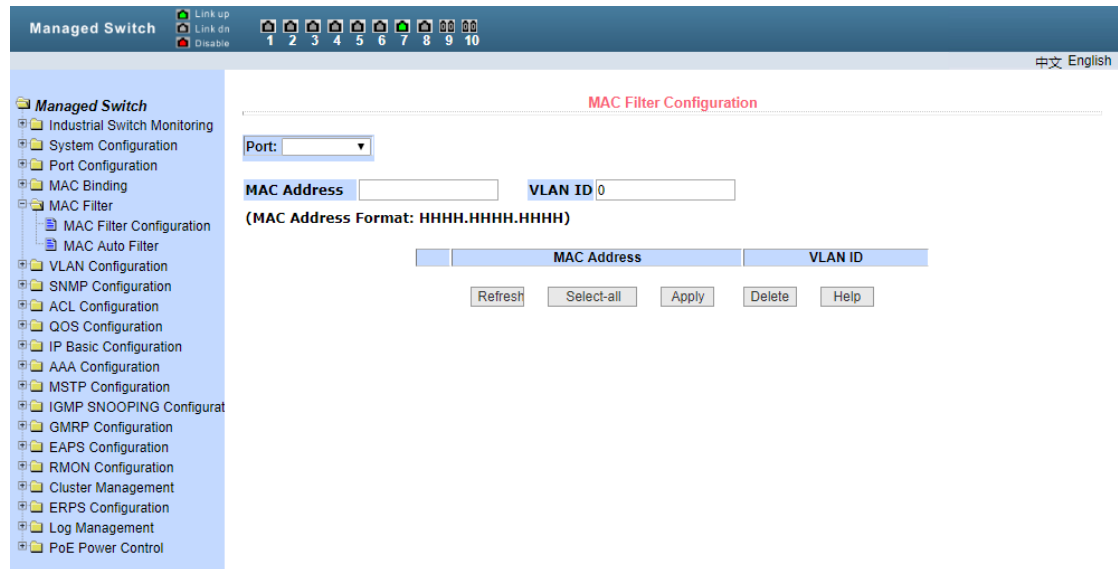 Managed Switch
Link up
Link dn
Disable
1 2 3 4 5 6 7 8 9 10
中文 English
Managed Switch
Industrial Switch Monitoring
System Configuration
Port Configuration
MAC Binding
MAC Filter
MAC Filter Configuration
MAC Auto Filter
VLAN Configuration
SNMP Configuration
ACL Configuration
QOS Configuration
IP Basic Configuration
AAA Configuration
MSTP Configuration
IGMP SNOOPING Configurat
GMRP Configuration
EAPS Configuration
RMON Configuration
Cluster Management
ERPS Configuration
Log Management
PoE Power Control
MAC Filter Configuration
Port:
MAC Address VLAN ID 0
(MAC Address Format: HHHH.HHHH.HHHH)
MAC Address VLAN ID
Refresh Select-all Apply Delete Help